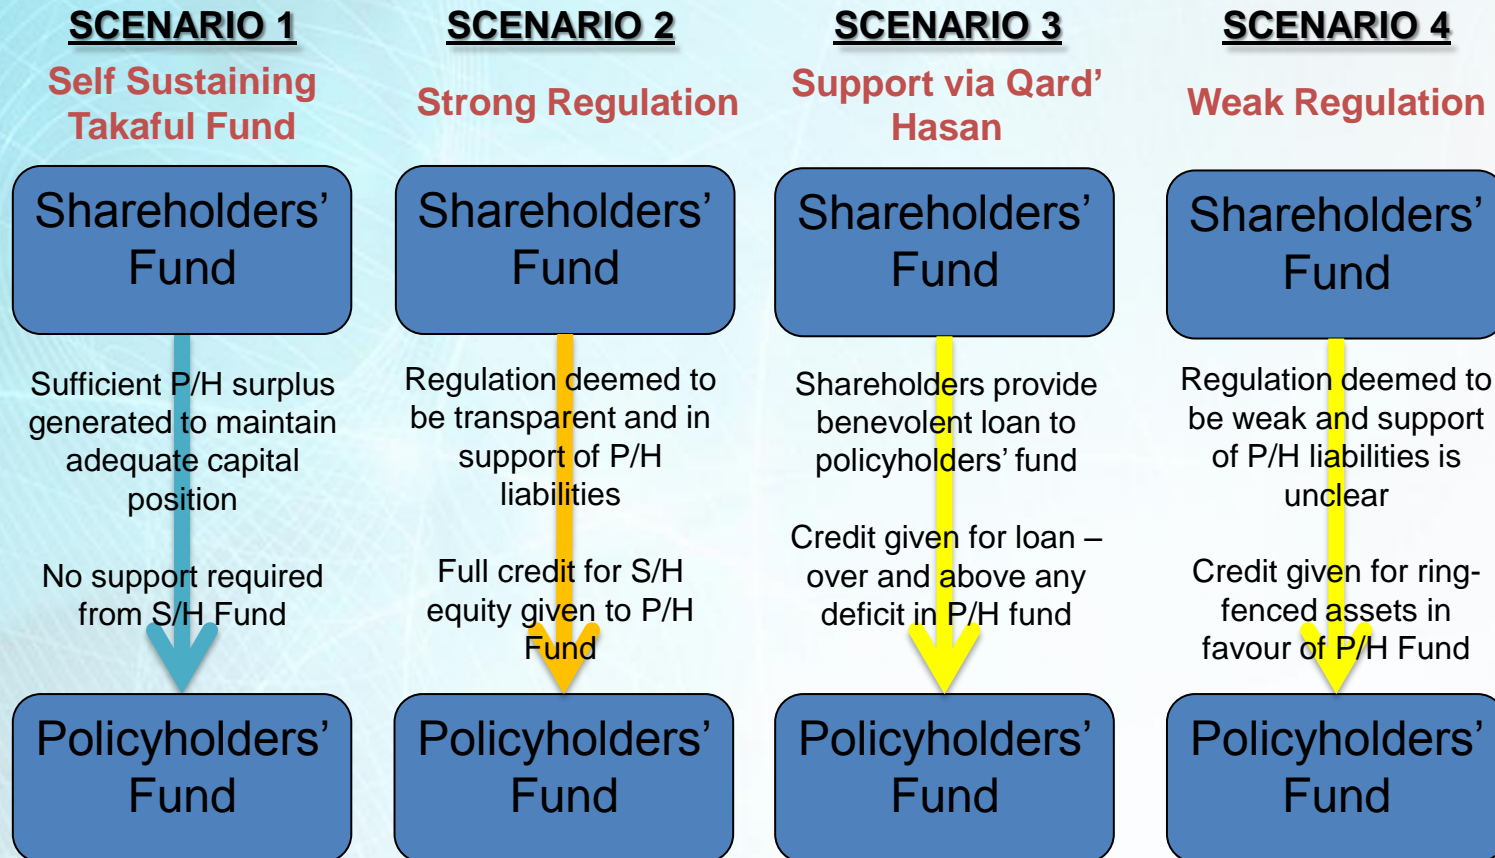 SCENARIO 1
Self Sustaining
Takaful Fund
Shareholders’
Fund
Sufficient P/H surplus
generated to maintain
adequate capital
position
No support required
from S/H Fund
Policyholders’
Fund
SCENARIO 2
Strong Regulation
Shareholders’
Fund
Regulation deemed to
be transparent and in
support of P/H
liabilities
Full credit for S/H
equity given to P/H
Fund
Policyholders’
Fund
SCENARIO 3
Support via Qard’
Hasan
Shareholders’
Fund
Shareholders provide
benevolent loan to
policyholders’ fund
Credit given for loan –
over and above any
deficit in P/H fund
Policyholders’
Fund
SCENARIO 4
Weak Regulation
Shareholders’
Fund
Regulation deemed to
be weak and support
of P/H liabilities is
unclear
Credit given for ring-
fenced assets in
favour of P/H Fund
Policyholders’
Fund